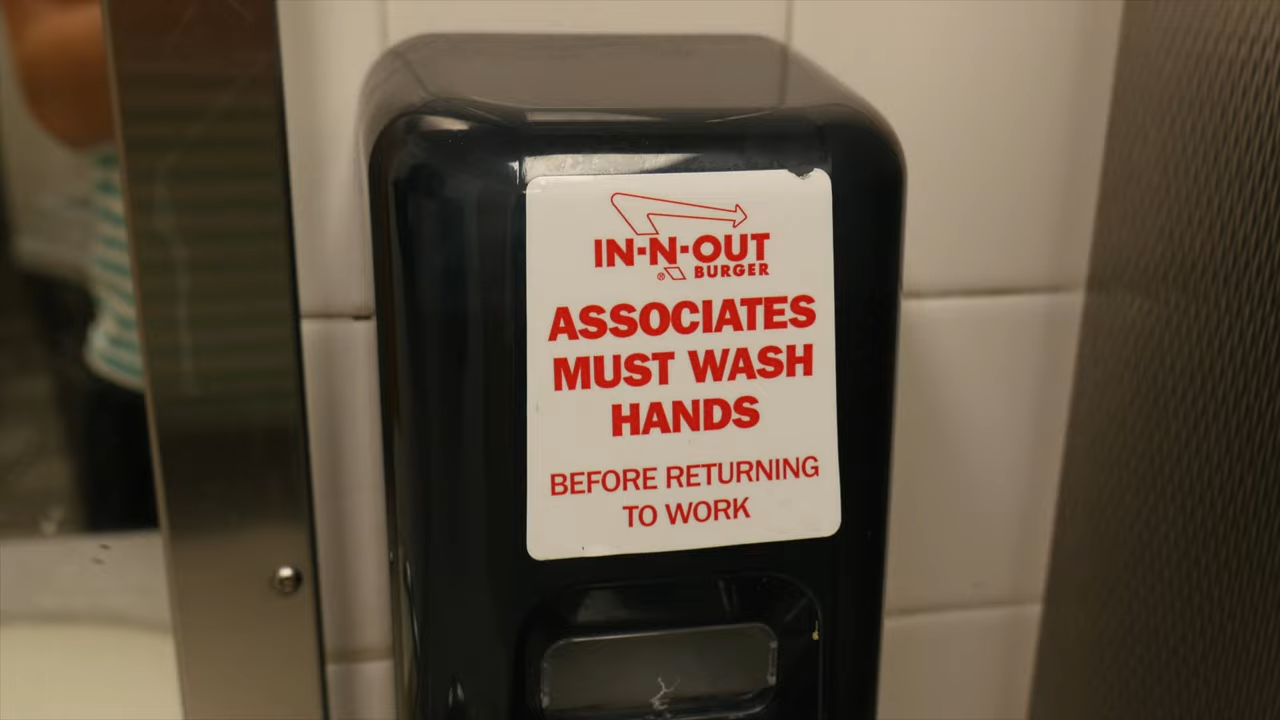 IN-N-OUT
® BURGER
ASSOCIATES
MUST WASH
HANDS
BEFORE RETURNING
TO WORK